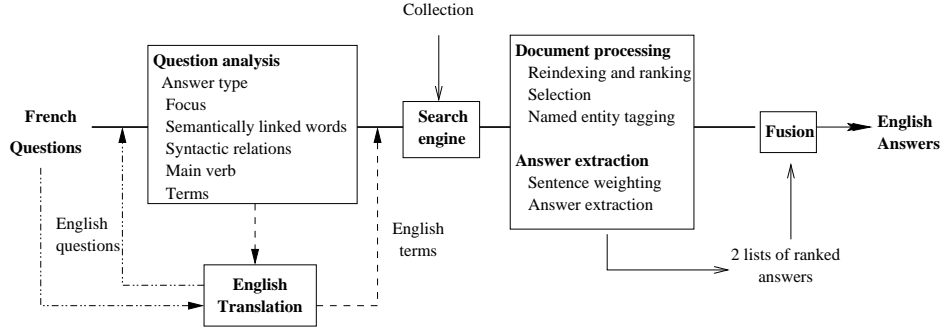 Collection
Question analysis
Answer type
Focus
Semantically linked words
Syntactic relations
Main verb
Terms
French
Questions
English
questions
English
Translation
English
terms
Search
engine
Document processing
Reindexing and ranking
Selection
Named entity tagging
Answer extraction
Sentence weighting
Answer extraction
2 lists of ranked
answers
Fusion
English
Answers